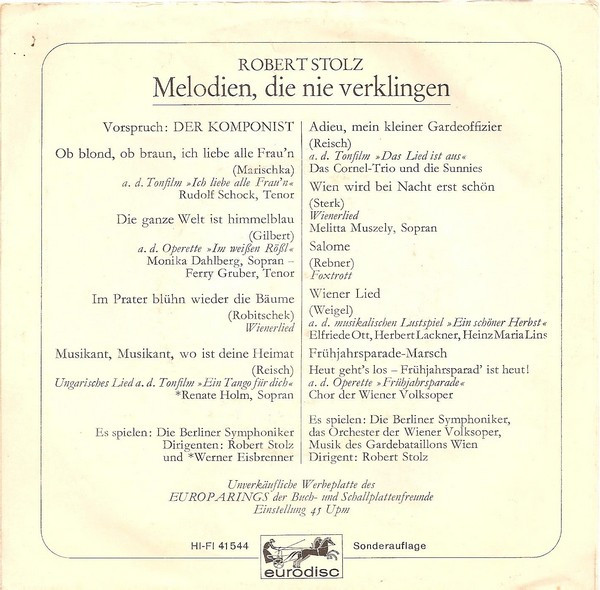 ROBERT STOLZ
Melodien, die nie verklingen
Vorspruch: DER KOMPONIST
Ob blond, ob braun, ich liebe alle Frau'n
(Marischka)
a. d. Tonfilm »Ich liebe alle Frau'n«
Rudolf Schock, Tenor
Die ganze Welt ist himmelblau
(Gilbert)
a. d. Operette »Im weißen Rößl«
Monika Dahlberg, Sopran –
Ferry Gruber, Tenor
Im Prater blühn wieder die Bäume
(Robitschek)
Wienerlied
Musikant, Musikant, wo ist deine Heimat
(Reisch)
Ungarisches Lied a. d. Tonfilm »Ein Tango für dich«
*Renate Holm, Sopran
Es spielen: Die Berliner Symphoniker
Dirigenten: Robert Stolz
und *Werner Eisbrenner
Adieu, mein kleiner Gardeoffizier
(Reisch)
a. d. Tonfilm »Das Lied ist aus«
Das Cornel-Trio und die Sunnies
Wien wird bei Nacht erst schön
(Sterk)
Wienerlied
Melitta Muszely, Sopran
Salome
(Rebner)
Foxtrott
Wiener Lied
(Weigel)
a. d. musikalischen Lustspiel »Ein schöner Herbst«
Elfriede Ott, Herbert Lackner, Heinz Maria Lins
Frühjahrsparade-Marsch
Heut geht's los – Frühjahrsparad' ist heut!
a. d. Operette »Frühjahrsparade«
Chor der Wiener Volksoper
Es spielen: Die Berliner Symphoniker,
das Orchester der Wiener Volksoper,
Musik des Gardebataillons Wien
Dirigent: Robert Stolz
Unverkäufliche Werbeplatte des
EUROPARINGS der Buch- und Schallplattenfreunde
Einstellung 45 Upm
HI-FI 41 544
Sonderauflage
eurodisc